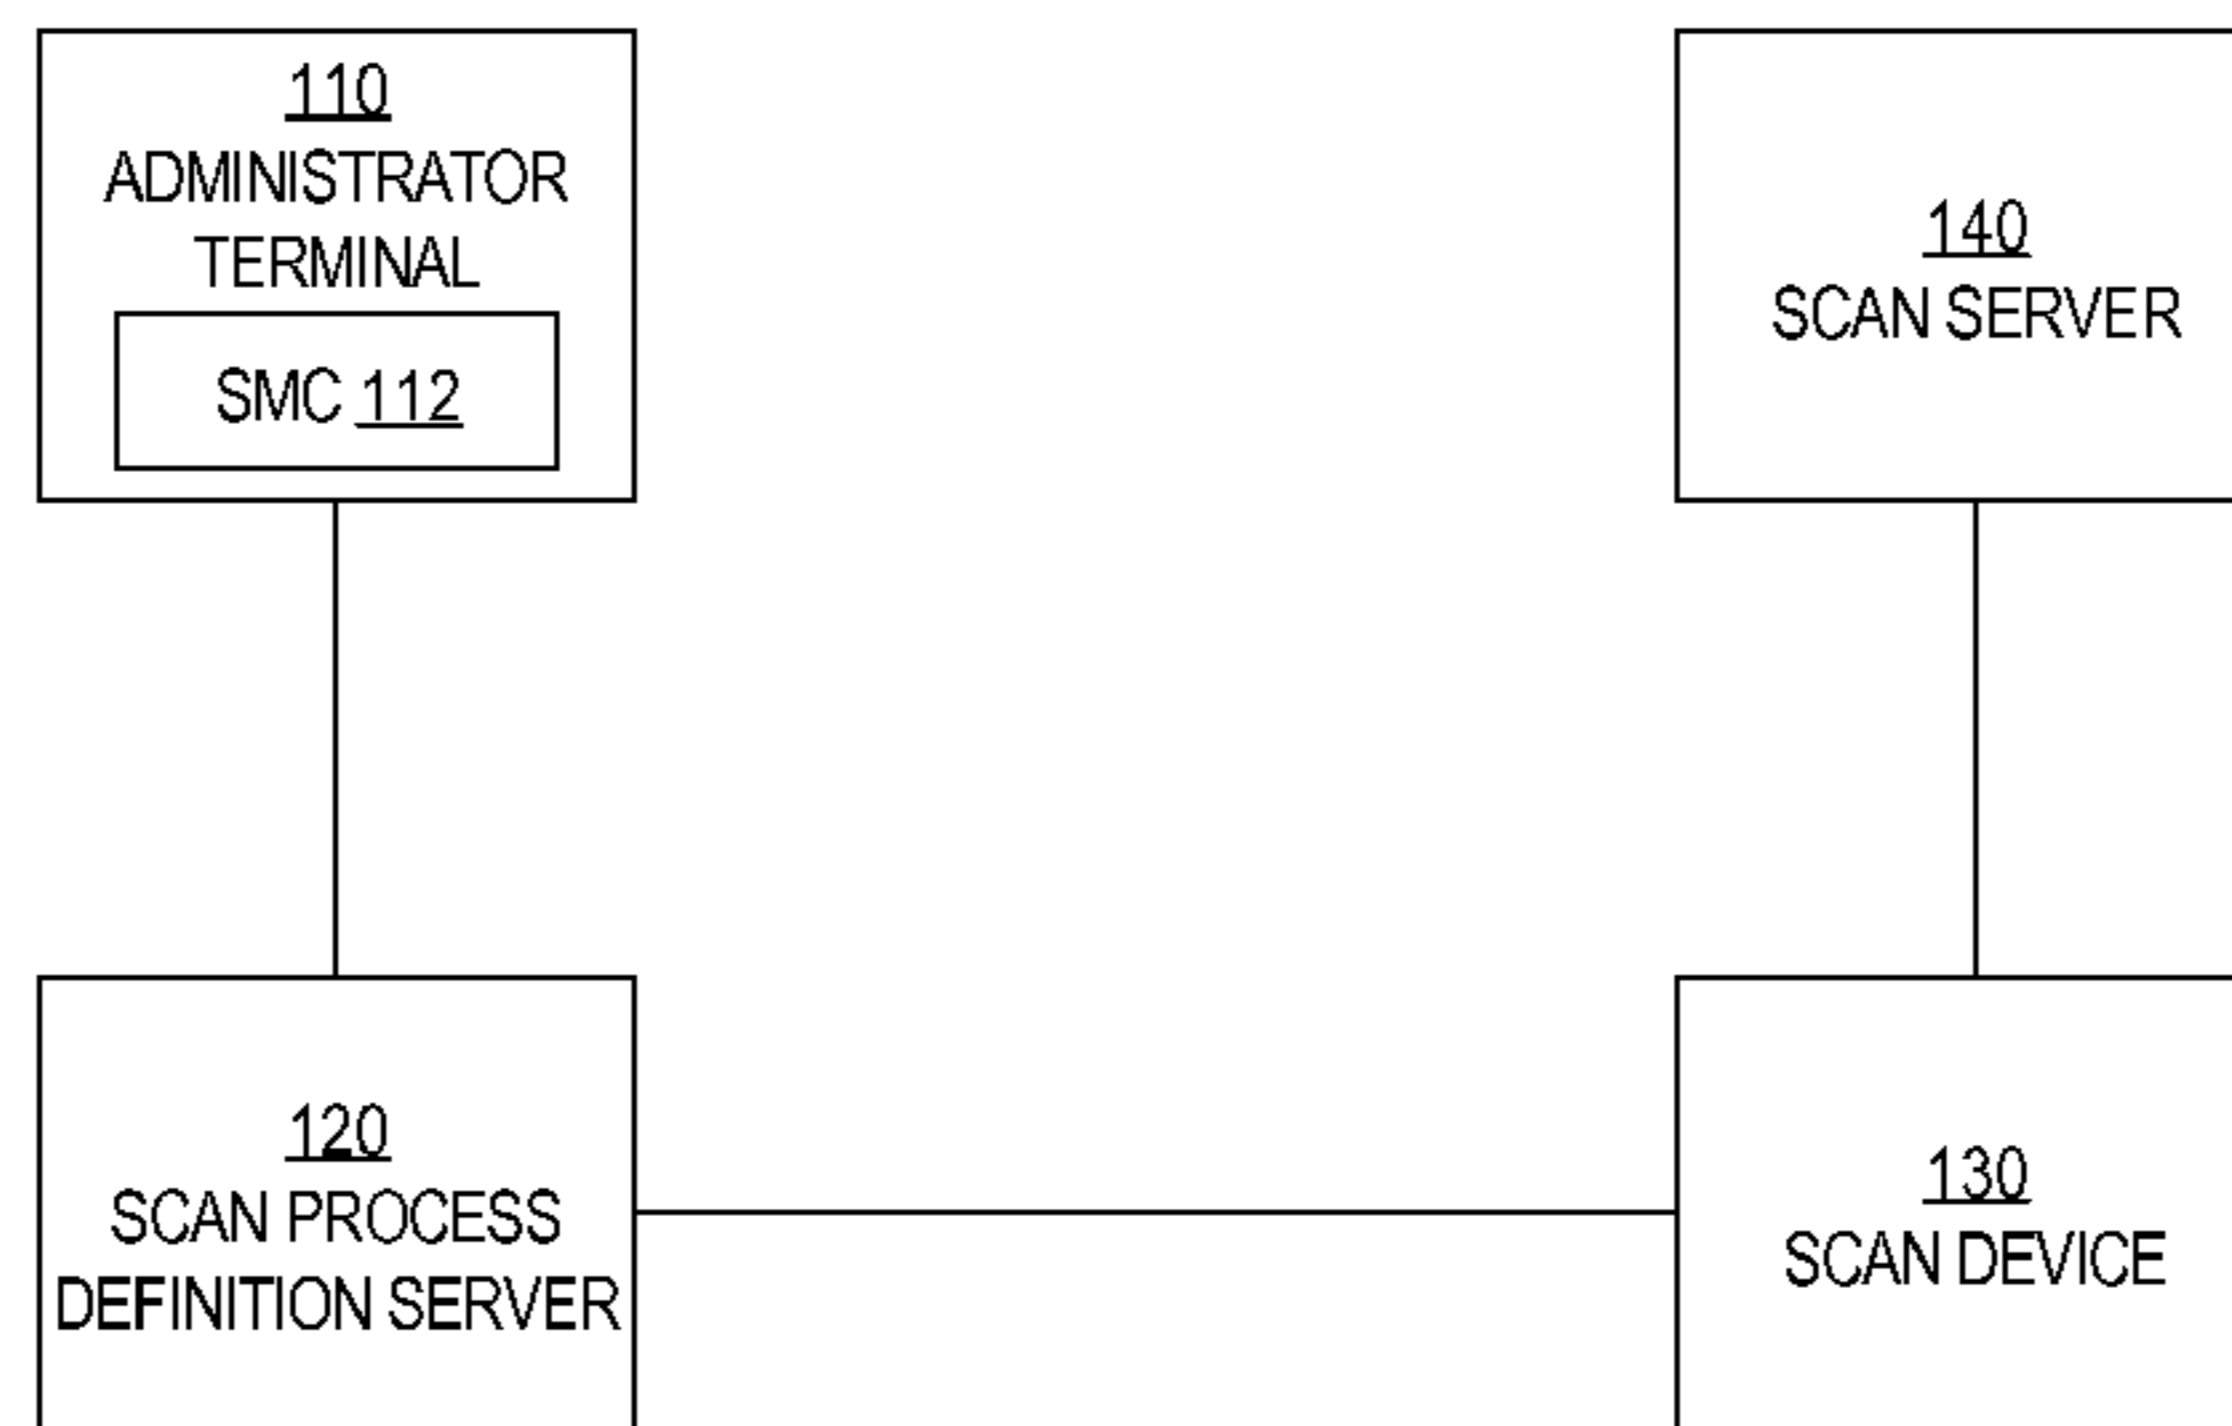 110
ADMINISTRATOR
TERMINAL
SMC 112
140
SCAN SERVER
120
SCAN PROCESS
DEFINITION SERVER
130
SCAN DEVICE